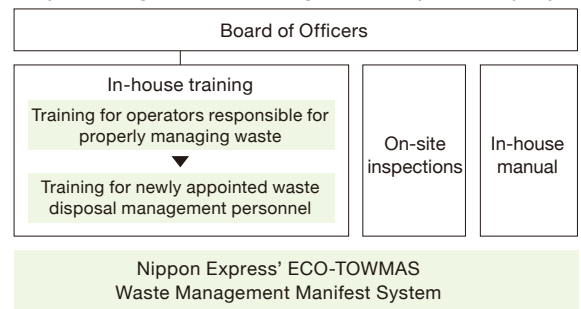 Board of Officers
In-house training
Training for operators responsible for
properly managing waste
Training for newly appointed waste
disposal management personnel
On-site
inspections
In-house
manual
Nippon Express' ECO-TOWMAS
Waste Management Manifest System